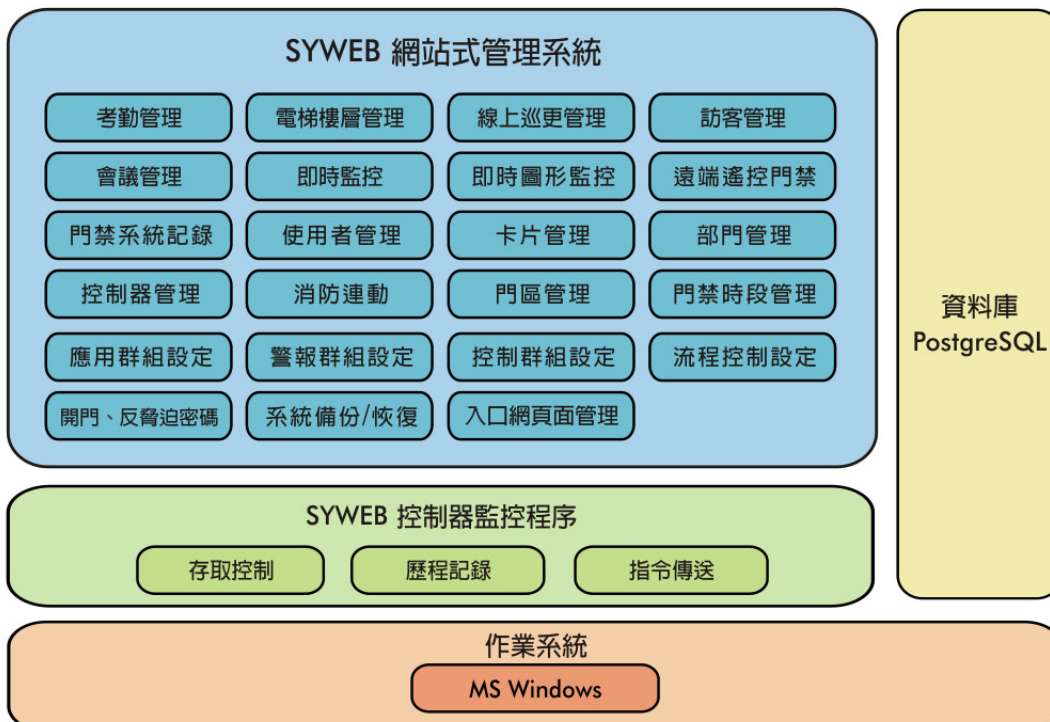 SYWEB 網站式管理系統
考勤管理
電梯樓層管理
線上巡更管理
訪客管理
會議管理
即時監控
即時圖形監控
遠端遙控門禁
門禁系統記錄
使用者管理
卡片管理
部門管理
控制器管理
消防連動
門區管理
門禁時段管理
應用群組設定
警報群組設定
控制群組設定
流程控制設定
開門、反脅迫密碼
系統備份/恢復
入口網頁面管理
資料庫
PostgreSQL
SYWEB 控制器監控程序
存取控制
歷程記錄
指令傳送
作業系統
MS Windows